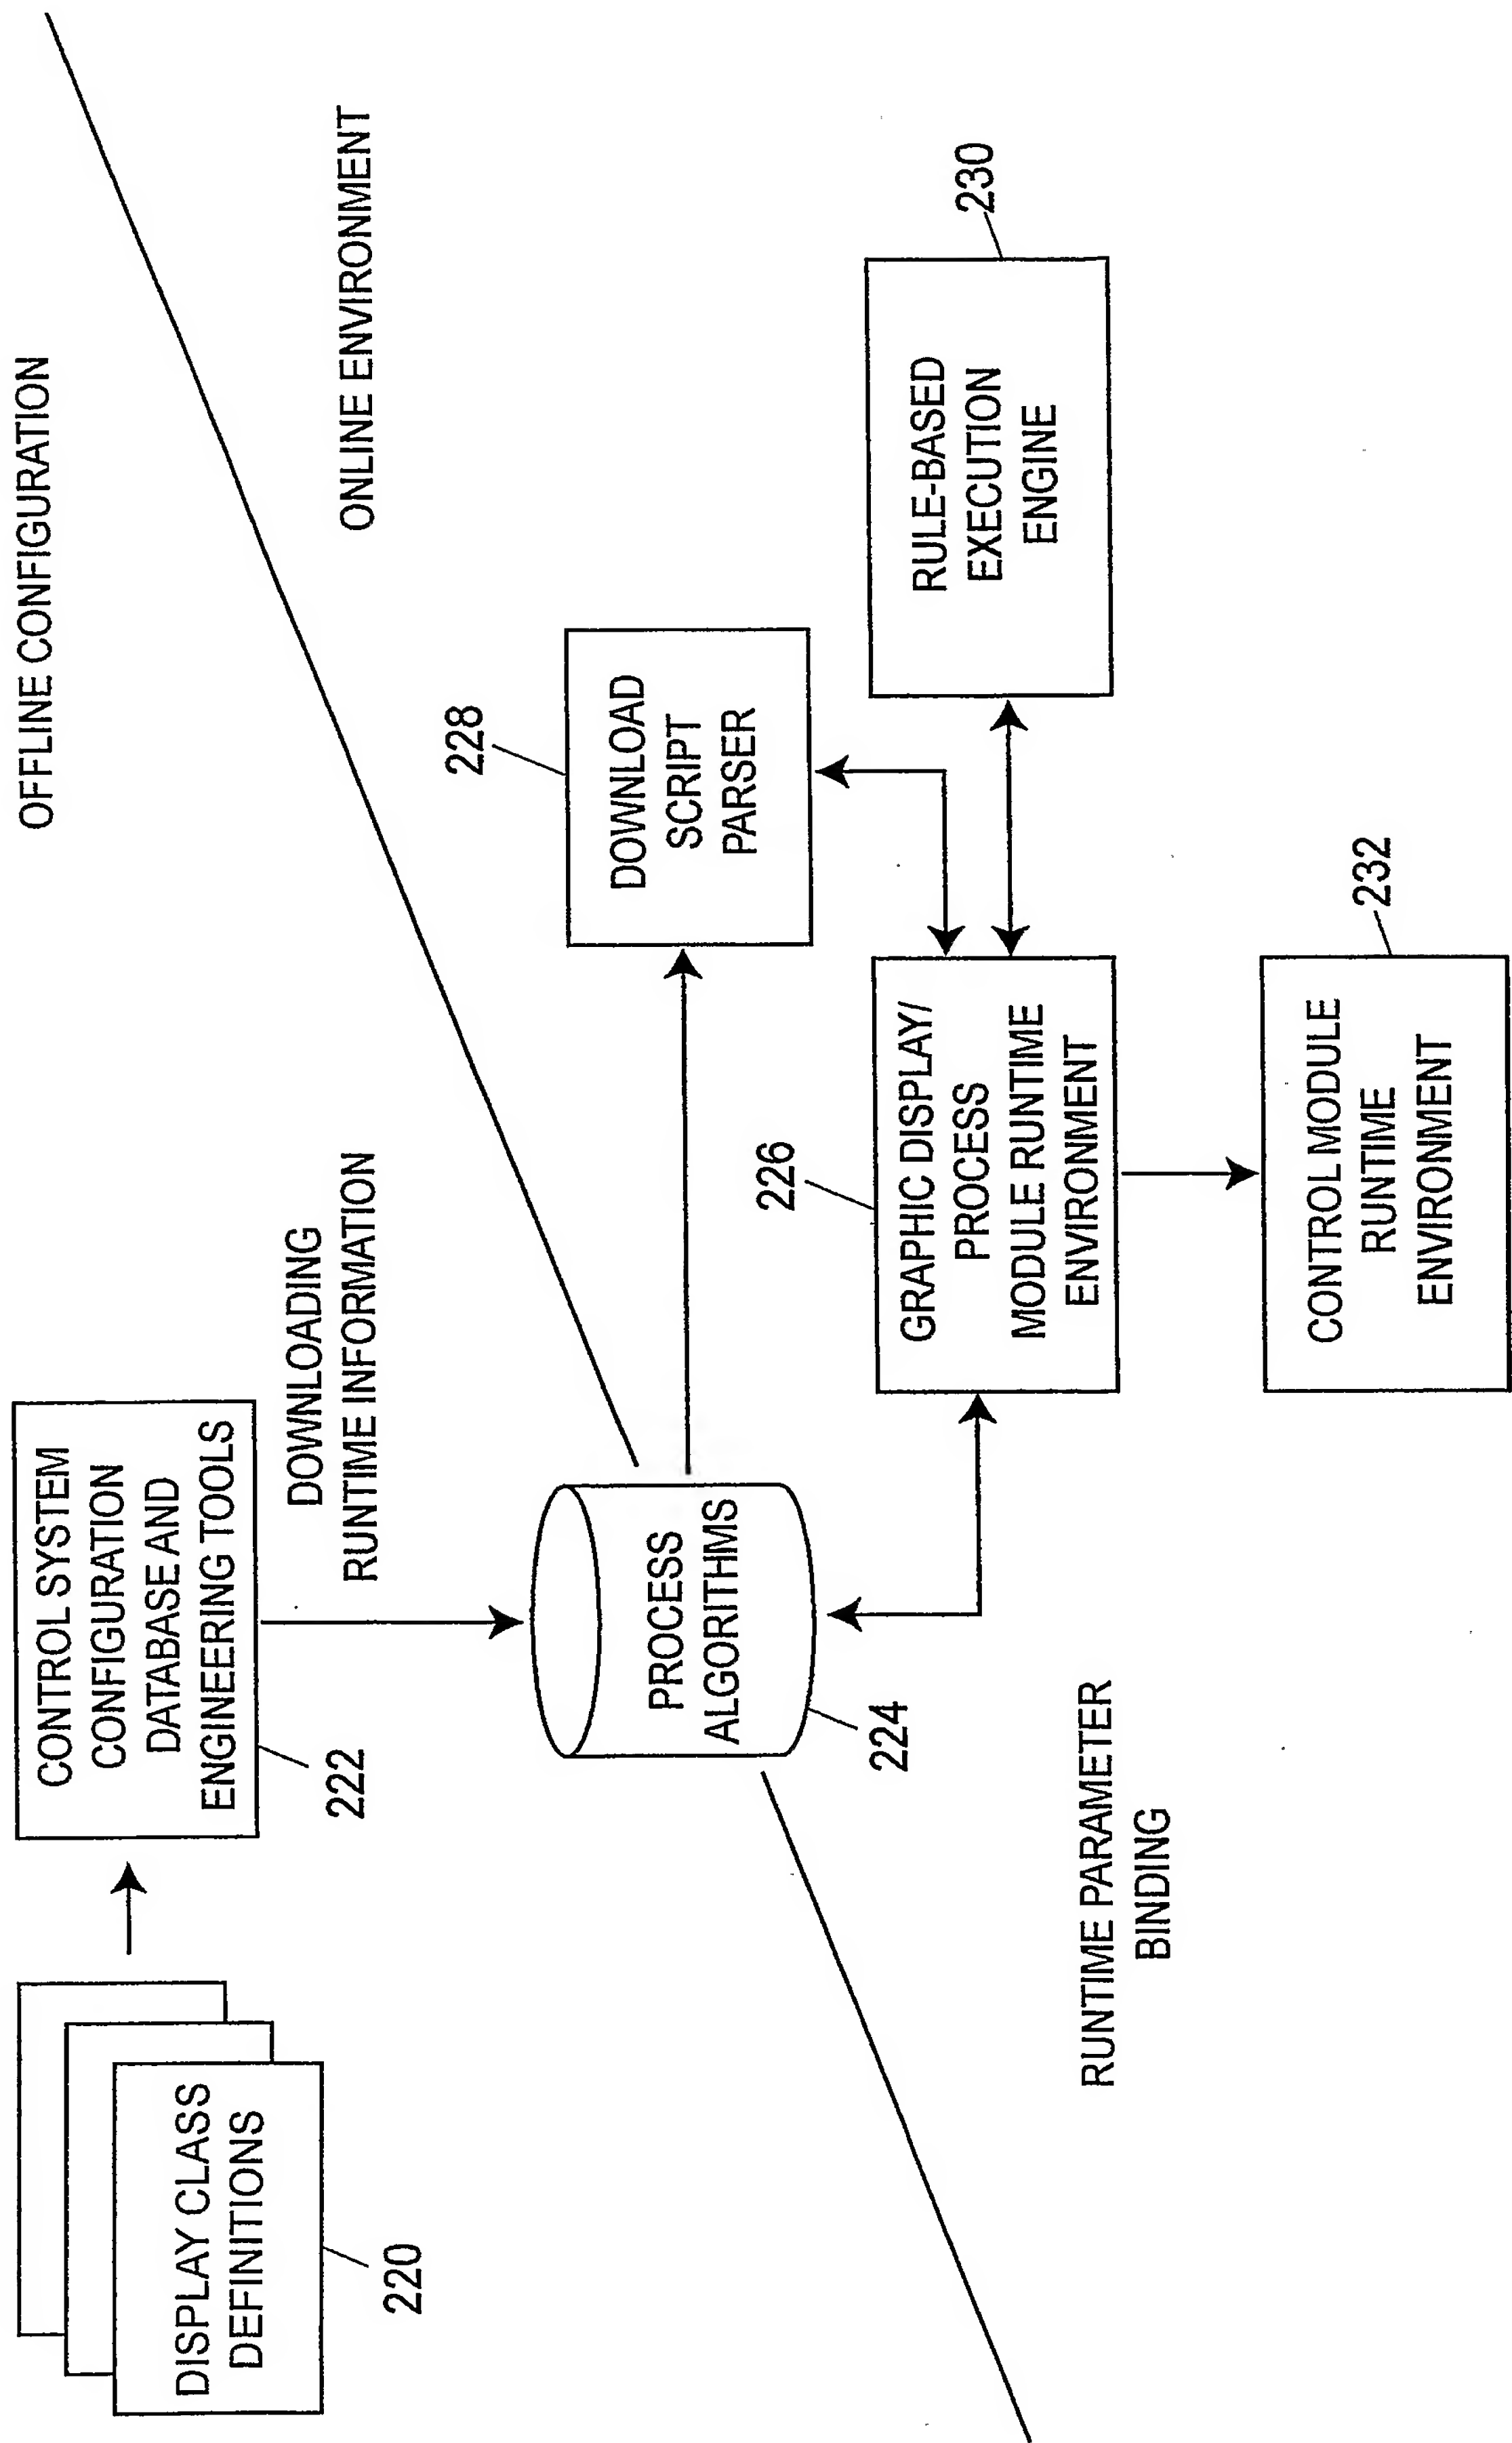 OFFLINE CONFIGURATION
ONLINE ENVIRONMENT
DISPLAY CLASS
DEFINITIONS
220
CONTROL SYSTEM
CONFIGURATION
DATABASE AND
ENGINEERING TOOLS
222
DOWNLOADING
RUNTIME INFORMATION
PROCESS
ALGORITHMS
224
228
DOWNLOAD
SCRIPT
PARSER
230
RULE-BASED
EXECUTION
ENGINE
226
GRAPHIC DISPLAY/
PROCESS
MODULE RUNTIME
ENVIRONMENT
RUNTIME PARAMETER
BINDING
232
CONTROL MODULE
RUNTIME
ENVIRONMENT